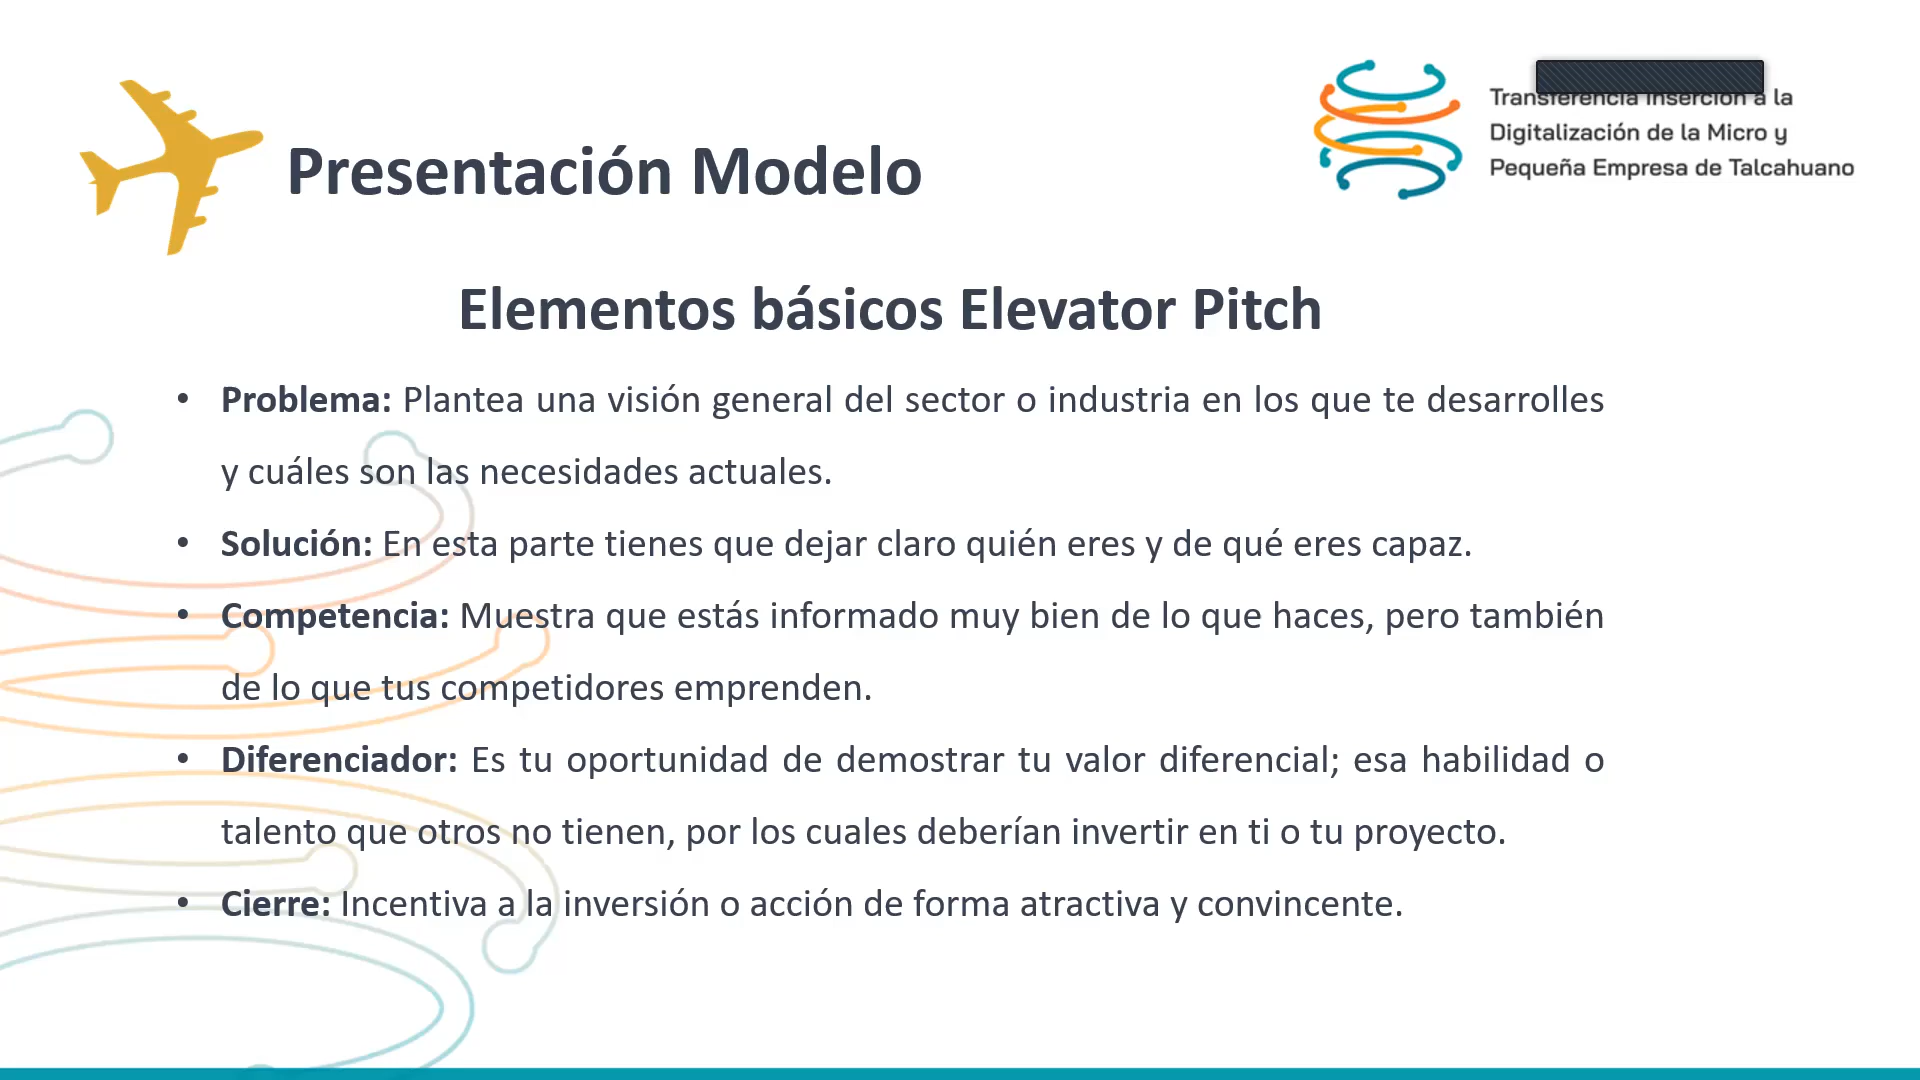 Transferencia Inserción a la
Digitalización de la Micro y
Pequeña Empresa de Talcahuano
Presentación Modelo
Elementos básicos Elevator Pitch
• Problema: Plantea una visión general del sector o industria en los que te desarrolles
y cuáles son las necesidades actuales.
• Solución: En esta parte tienes que dejar claro quién eres y de qué eres capaz.
• Competencia: Muestra que estás informado muy bien de lo que haces, pero también
de lo que tus competidores emprenden.
• Diferenciador: Es tu oportunidad de demostrar tu valor diferencial; esa habilidad o
talento que otros no tienen, por los cuales deberían invertir en ti o tu proyecto.
• Cierre: Incentiva a la inversión o acción de forma atractiva y convincente.